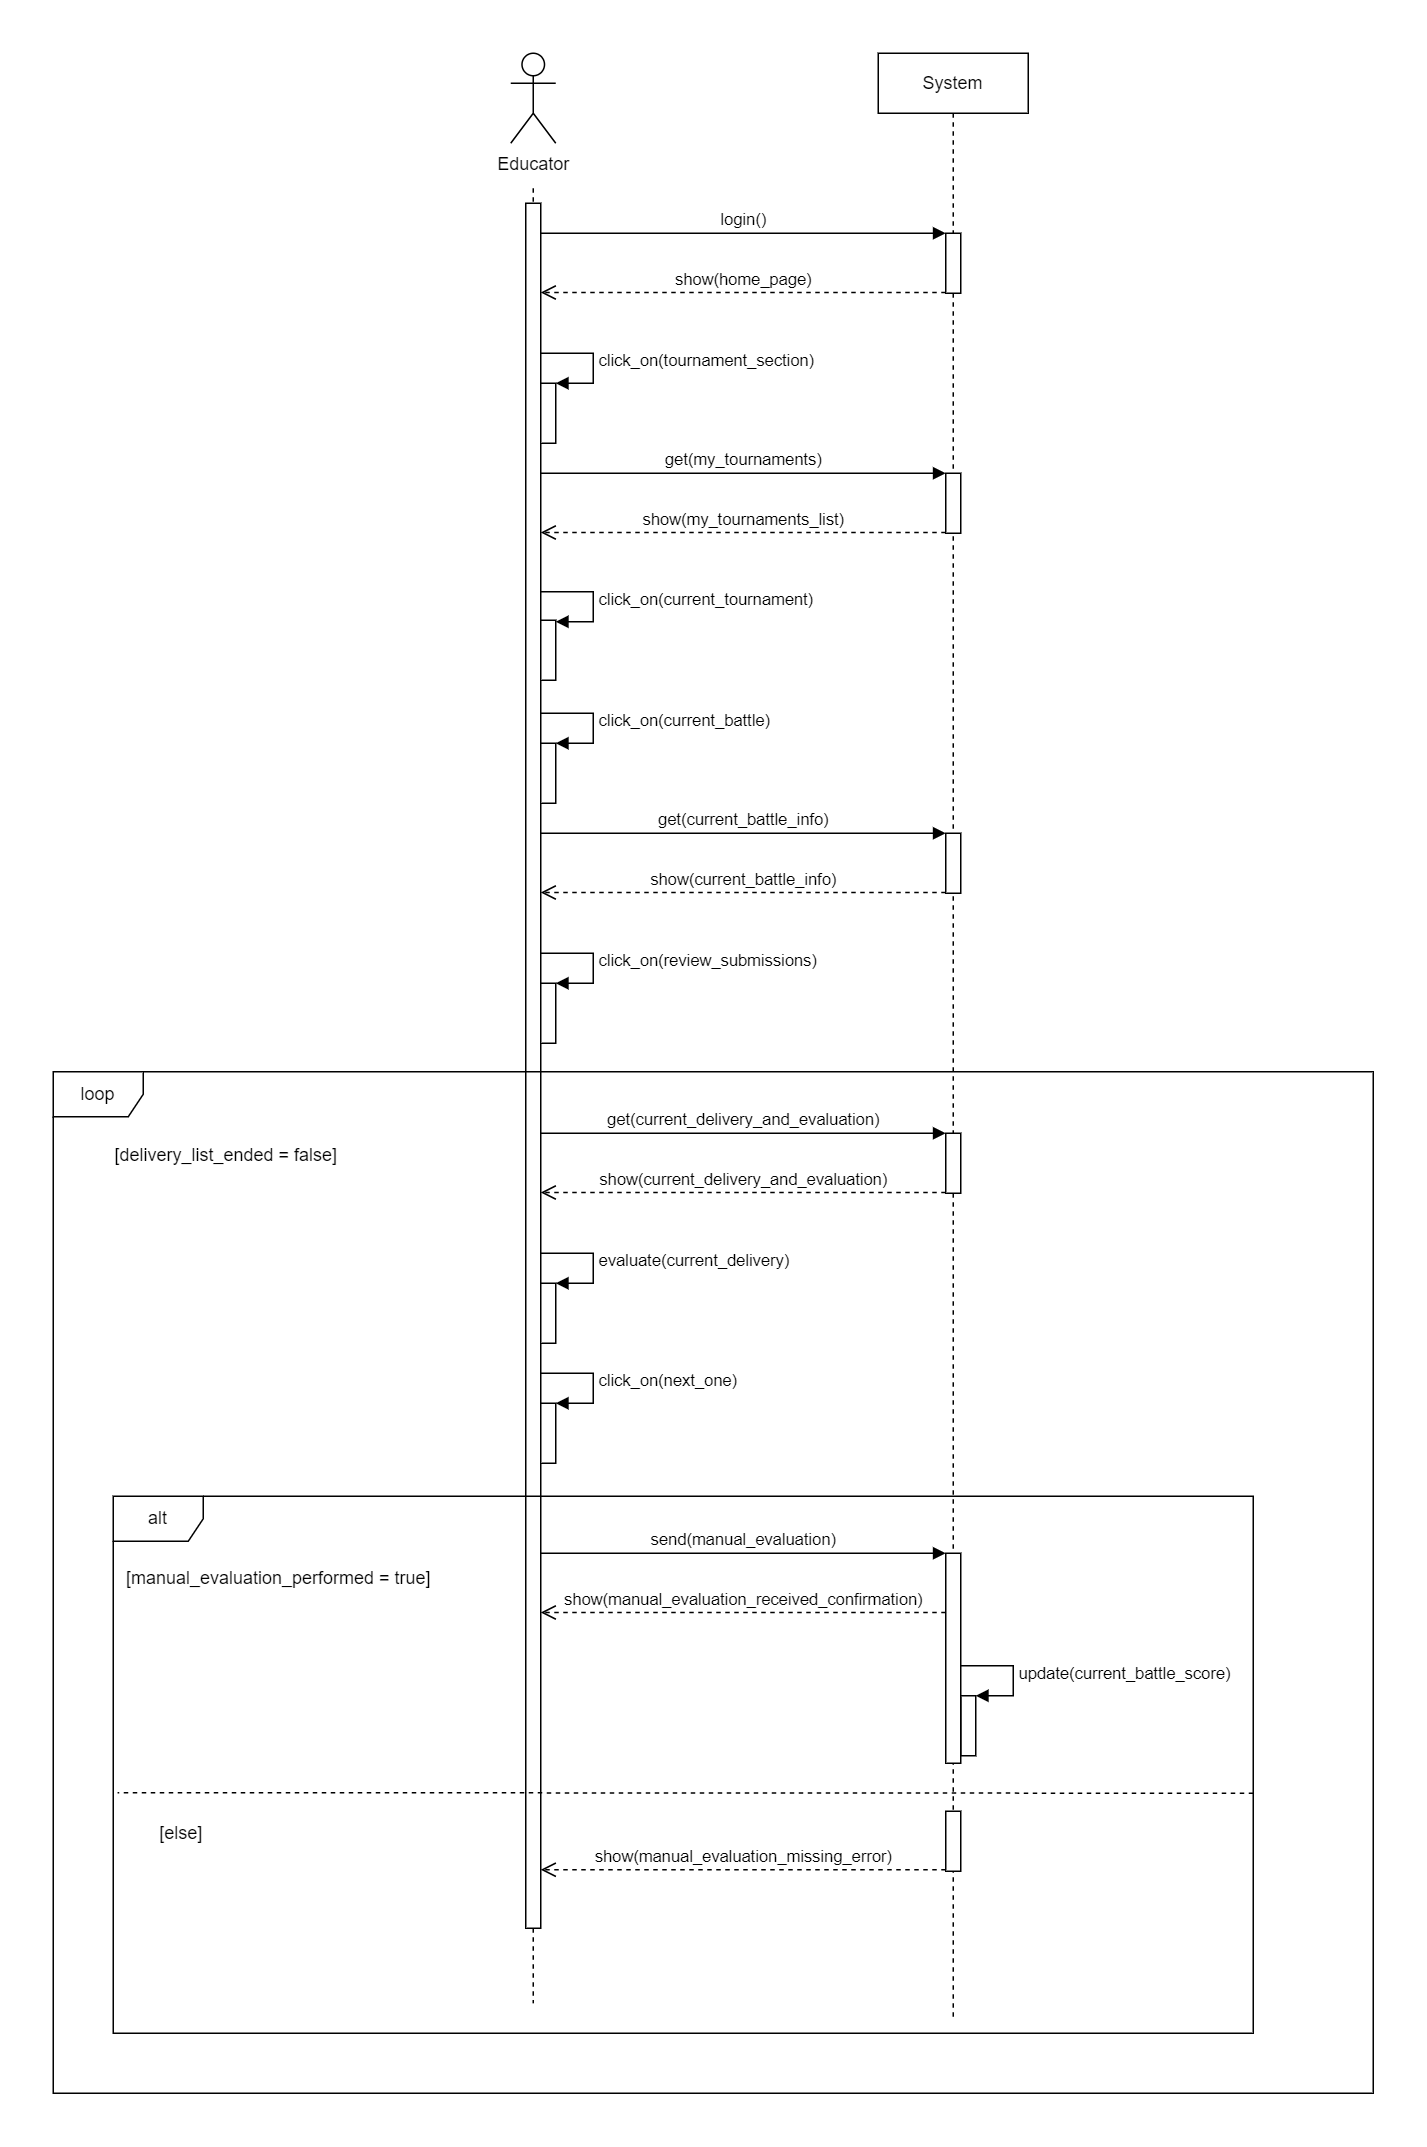 System
Educator
login()
show(home_page)
click_on(tournament_section)
get(my_tournaments)
show(my_tournaments_list)
click_on(current_tournament)
click_on(current_battle)
get(current_battle_info)
show(current_battle_info)
click_on(review_submissions)
loop
get(current_delivery_and_evaluation)
[delivery_list_ended = false]
show(current_delivery_and_evaluation)
evaluate(current_delivery)
click_on(next_one)
alt
send(manual_evaluation)
[manual_evaluation_performed = true]
show(manual_evaluation_received_confirmation)
update(current_battle_score)
[else]
show(manual_evaluation_missing_error)